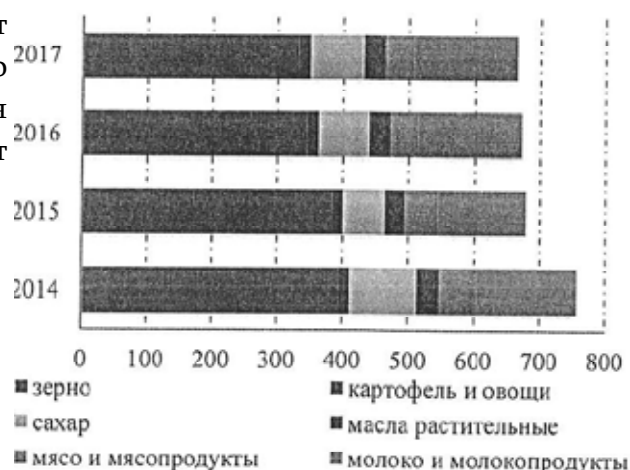 т
о
я
т
2017
2016
2015
2014
0 100 200 300 400 500 600 700 800
зерно картофель и овощи
сахар масла растительные
мясо и мясопродукты молоко и молокопродукты